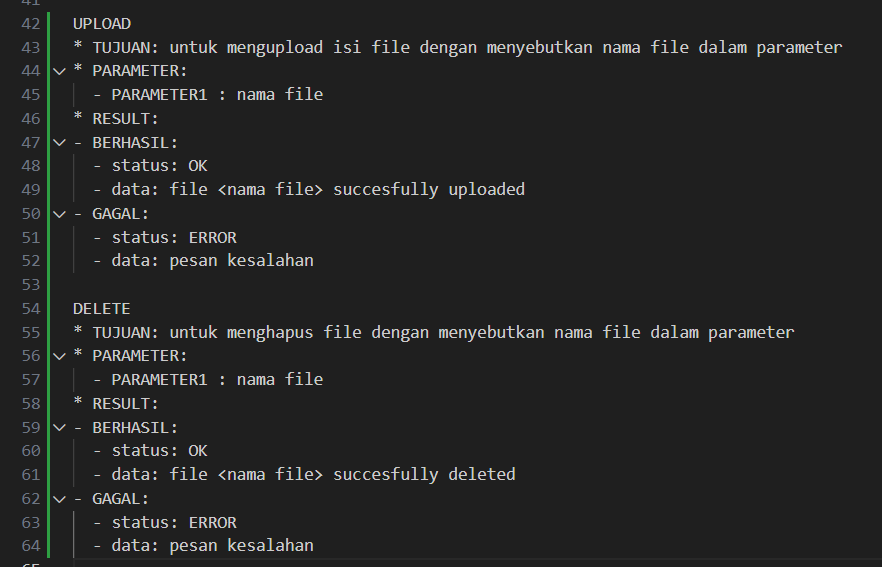 41
42 UPLOAD
43 * TUJUAN: untuk mengupload isi file dengan menyebutkan nama file dalam parameter
44 * PARAMETER:
45 - PARAMETER1 : nama file
46 * RESULT:
47 - BERHASIL:
48 - status: OK
49 - data: file <nama file> succesfully uploaded
50 - GAGAL:
51 - status: ERROR
52 - data: pesan kesalahan
53
54 DELETE
55 * TUJUAN: untuk menghapus file dengan menyebutkan nama file dalam parameter
56 * PARAMETER:
57 - PARAMETER1 : nama file
58 * RESULT:
59 - BERHASIL:
60 - status: OK
61 - data: file <nama file> succesfully deleted
62 - GAGAL:
63 - status: ERROR
64 - data: pesan kesalahan
65